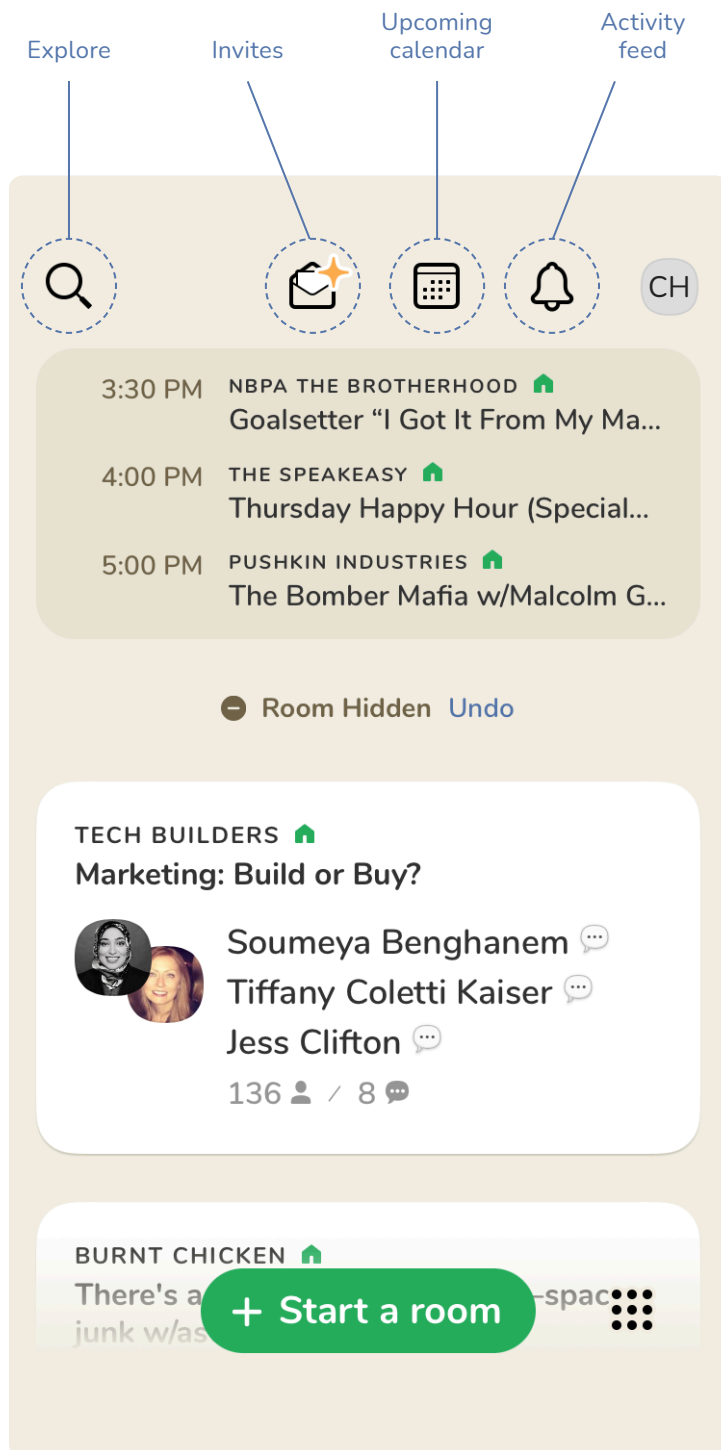 Explore
Invites
Upcoming
calendar
Activity
feed
CH
3:30 PM
NBPA THE BROTHERHOOD
Goalsetter “I Got It From My Ma...
4:00 PM
THE SPEAKEASY
Thursday Happy Hour (Special...
5:00 PM
PUSHKIN INDUSTRIES
The Bomber Mafia w/Malcolm G...
Room Hidden Undo
TECH BUILDERS
Marketing: Build or Buy?
Soumeya Benghanem
Tiffany Coletti Kaiser
Jess Clifton
136 / 8
BURNT CHICKEN
There's a
junk w/as
+ Start a room